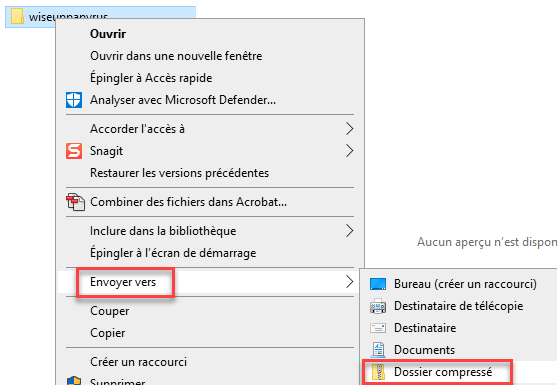 wiseuppapyrus
Ouvrir
Ouvrir dans une nouvelle fenêtre
Épingler à Accès rapide
Analyser avec Microsoft Defender...
Accorder l'accès à
Snagit
Restaurer les versions précédentes
Combiner des fichiers dans Acrobat...
Inclure dans la bibliothèque
Épingler à l'écran de démarrage
Aucun aperçu n'est dispon
Envoyer vers
Bureau (créer un raccourci)
Couper
Destinataire de télécopie
Copier
Destinataire
Documents
Créer un raccourci
Dossier compressé
Supprimer